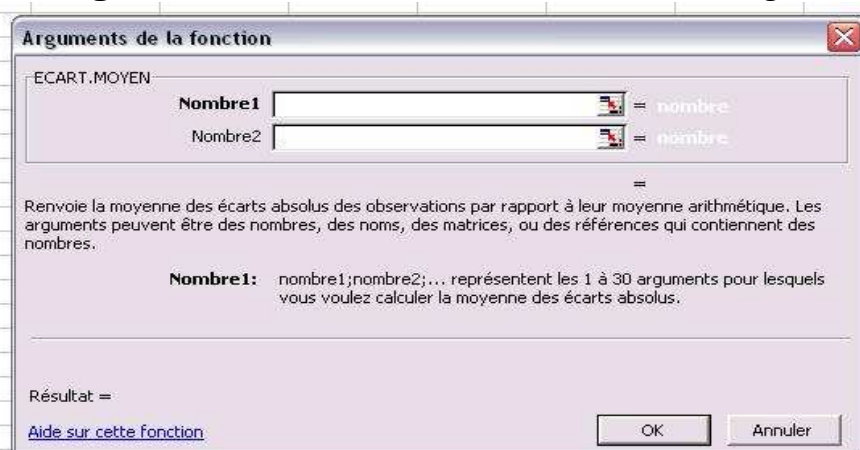 Arguments de la fonction
ECART.MOYEN
Nombre1 = nombre
Nombre2 = nombre
=
Renvoie la moyenne des écarts absolus des observations par rapport à leur moyenne arithmétique. Les
arguments peuvent être des nombres, des noms, des matrices, ou des références qui contiennent des
nombres.
Nombre1: nombre1;nombre2;... représentent les 1 à 30 arguments pour lesquels
vous voulez calculer la moyenne des écarts absolus.
Résultat =
Aide sur cette fonction OK Annuler